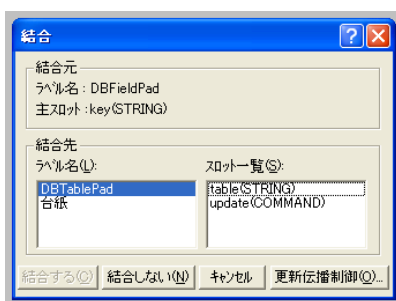 結合
結合元
ﾗﾍﾞﾙ名 : DBFieldPad
主ｽﾛｯﾄ :key(STRING)
結合先
ﾗﾍﾞﾙ名(L):
DBTablePad
台紙
ｽﾛｯﾄ一覧(S):
table(STRING)
update(COMMAND)
結合する(C) 結合しない(N) ｷｬﾝｾﾙ 更新伝播制御(O)...